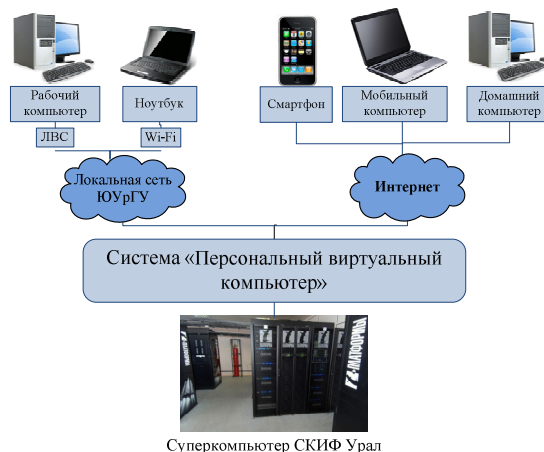 Рабочий
компьютер
Ноутбук
Смартфон
Мобильный
компьютер
Домашний
компьютер
ЛВС
Wi-Fi
Локальная сеть
ЮУрГУ
Интернет
Система «Персональный виртуальный
компьютер»
Т-ПЛАТФОРМЫ
Суперкомпьютер СКИФ Урал